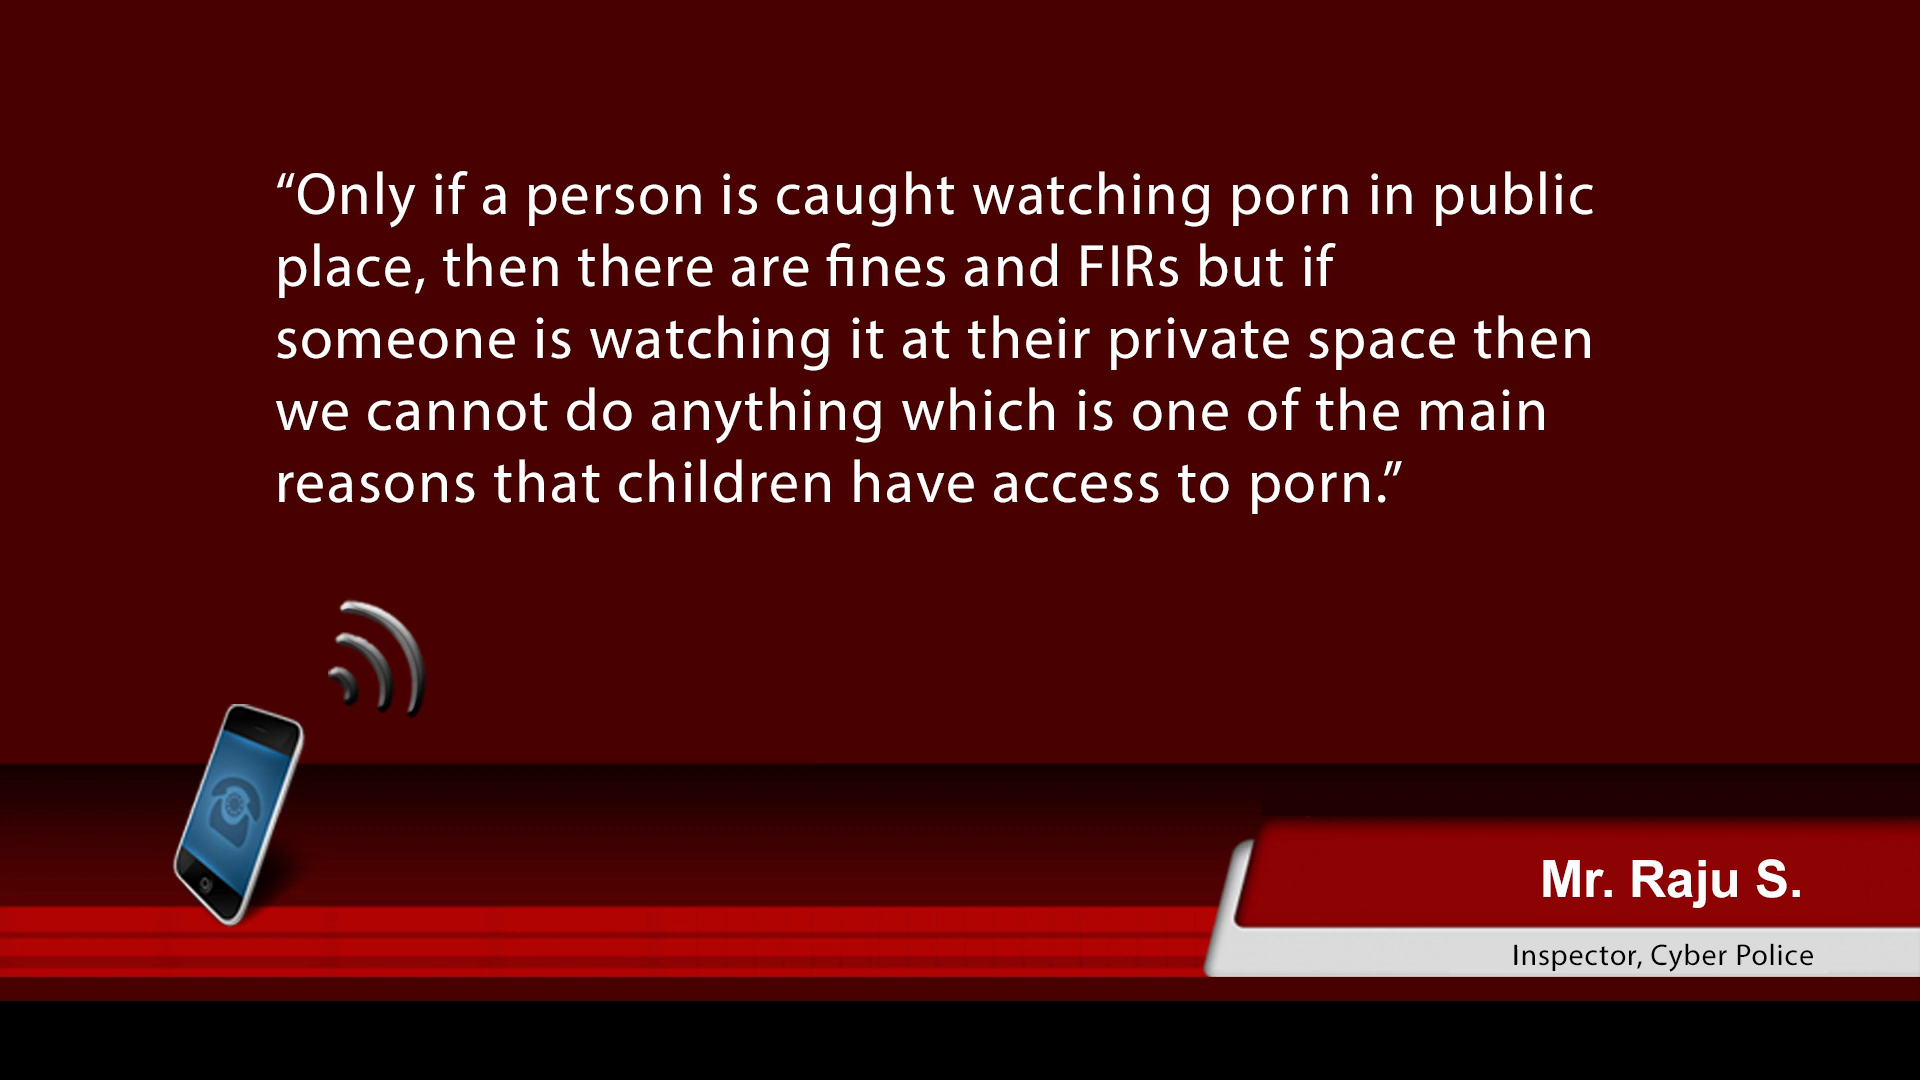 “Only if a person is caught watching porn in public
place, then there are fines and FIRs but if
someone is watching it at their private space then
we cannot do anything which is one of the main
reasons that children have access to porn.”
Mr. Raju S.
Inspector, Cyber Police